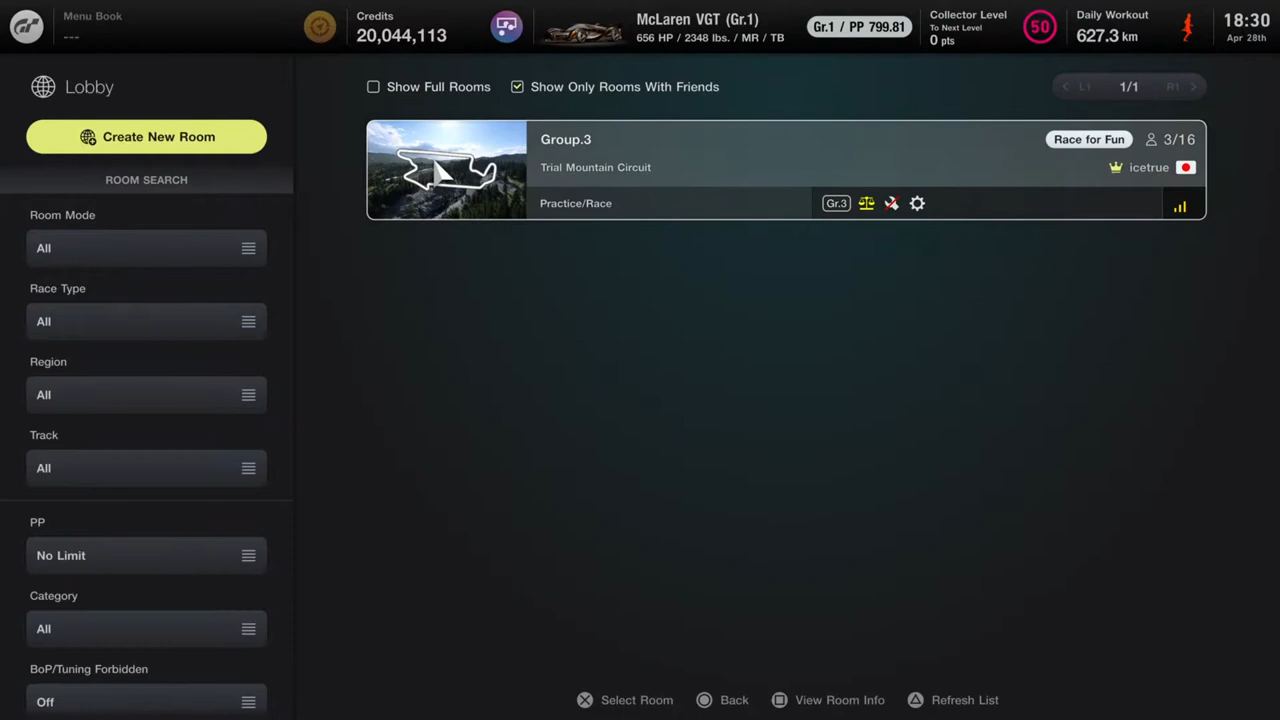 Menu Book
---
Credits
20,044,113
McLaren VGT (Gr.1)
656 HP / 2348 lbs. / MR / TB
Gr.1 / PP 799.81
Collector Level
To Next Level
0 pts
50
Daily Workout
627.3 km
18:30
Apr 28th
Lobby
Create New Room
ROOM SEARCH
Room Mode
All
Race Type
All
Region
All
Track
All
PP
No Limit
Category
All
BoP/Tuning Forbidden
Off
Show Full Rooms
Show Only Rooms With Friends
L1
1/1
R1
Group.3
Race for Fun
3/16
Trial Mountain Circuit
icetrue
Practice/Race
Gr.3
Select Room
Back
View Room Info
Refresh List